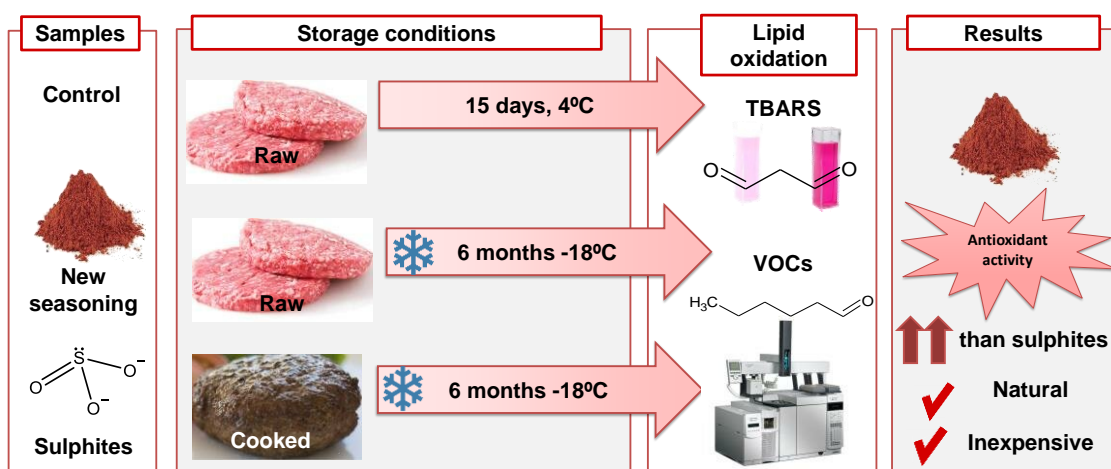 Samples
Control
New
seasoning
S
O
O⁻
O⁻
Sulphites
Storage conditions
Raw
15 days, 4ºC
Raw
6 months -18ºC
Cooked
6 months -18ºC
Lipid
oxidation
TBARS
O
O
VOCs
H₃C
O
Results
Antioxidant
activity
than sulphites
Natural
Inexpensive